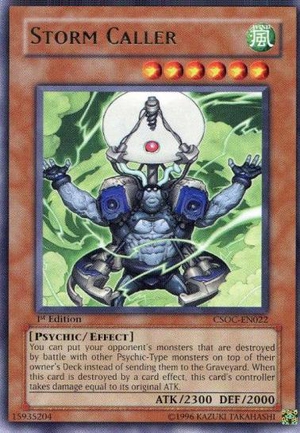 STORM CALLER
風
1st Edition
CSOC-EN022
[PSYCHIC/EFFECT]
You can put your opponent's monsters that are destroyed
by battle with other Psychic-Type monsters on top of their
owner's Deck instead of sending them to the Graveyard. When
this card is destroyed by a card effect, this card's controller
takes damage equal to its original ATK.
ATK/2300 DEF/2000
15935204
©1996 KAZUKI TAKAHASHI